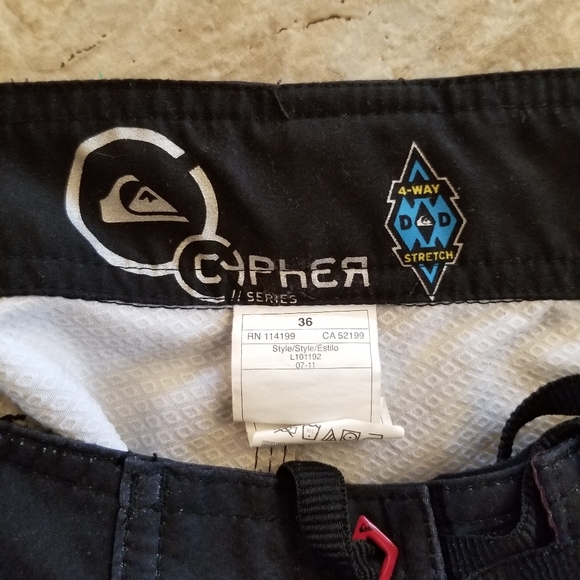 CYPHER
// SERIES
4-WAY
D D
STRETCH
36
RN 114199 CA 52199
Style/Style/Estilo
L101192
07-11